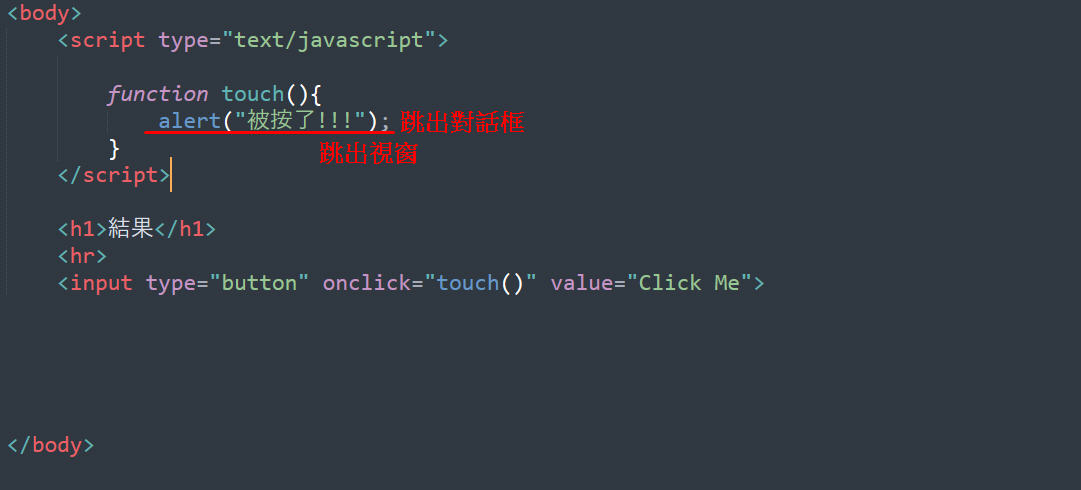 <body>
<script type="text/javascript">
function touch(){
alert("被按了!!!"); 跳出對話框
} 跳出視窗
</script>
<h1>結果</h1>
<hr>
<input type="button" onclick="touch()" value="Click Me">
</body>